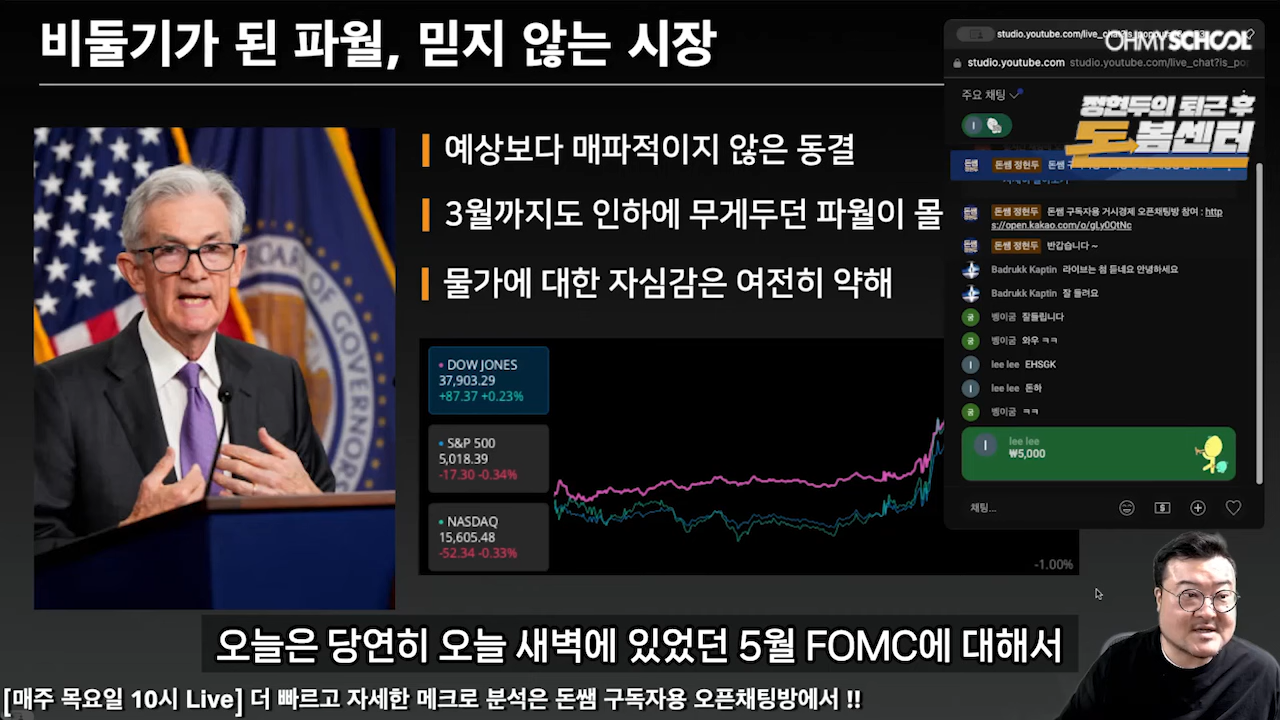 비둘기가 된 파월, 믿지 않는 시장
예상보다 매파적이지 않은 동결
3월까지도 인하에 무게두던 파월이 몰
물가에 대한 자심감은 여전히 약해
DOW JONES
37,903.29
+87.37 +0.23%
S&P 500
5,018.39
-17.30 -0.34%
NASDAQ
15,605.48
-52.34 -0.33%
-1.00%
OHMYSCHOOL
studio.youtube.com studio.youtube.com/live_chat?is_pop
주요 채팅
정현두의 퇴근 후
돈 봄센터
돈쌤 정현두
돈쌤 정현두 돈쌤 구독자용 거시경제 오픈채팅방 참여 : http
s://open.kakao.com/o/gLy0OtNc
돈쌤 정현두 반갑습니다 ~
Badrukk Kaptin 라이브는 첨 듣네요 안녕하세요
Badrukk Kaptin 잘 들려요
벵이굼 잘들립니다
벵이굼 와우 ㅋㅋ
lee lee EHSGK
lee lee 돈하
벵이굼 ㅋㅋ
lee lee
₩5,000
채팅...
오늘은 당연히 오늘 새벽에 있었던 5월 FOMC에 대해서
[매주 목요일 10시 Live] 더 빠르고 자세한 메크로 분석은 돈쌤 구독자용 오픈채팅방에서 !!